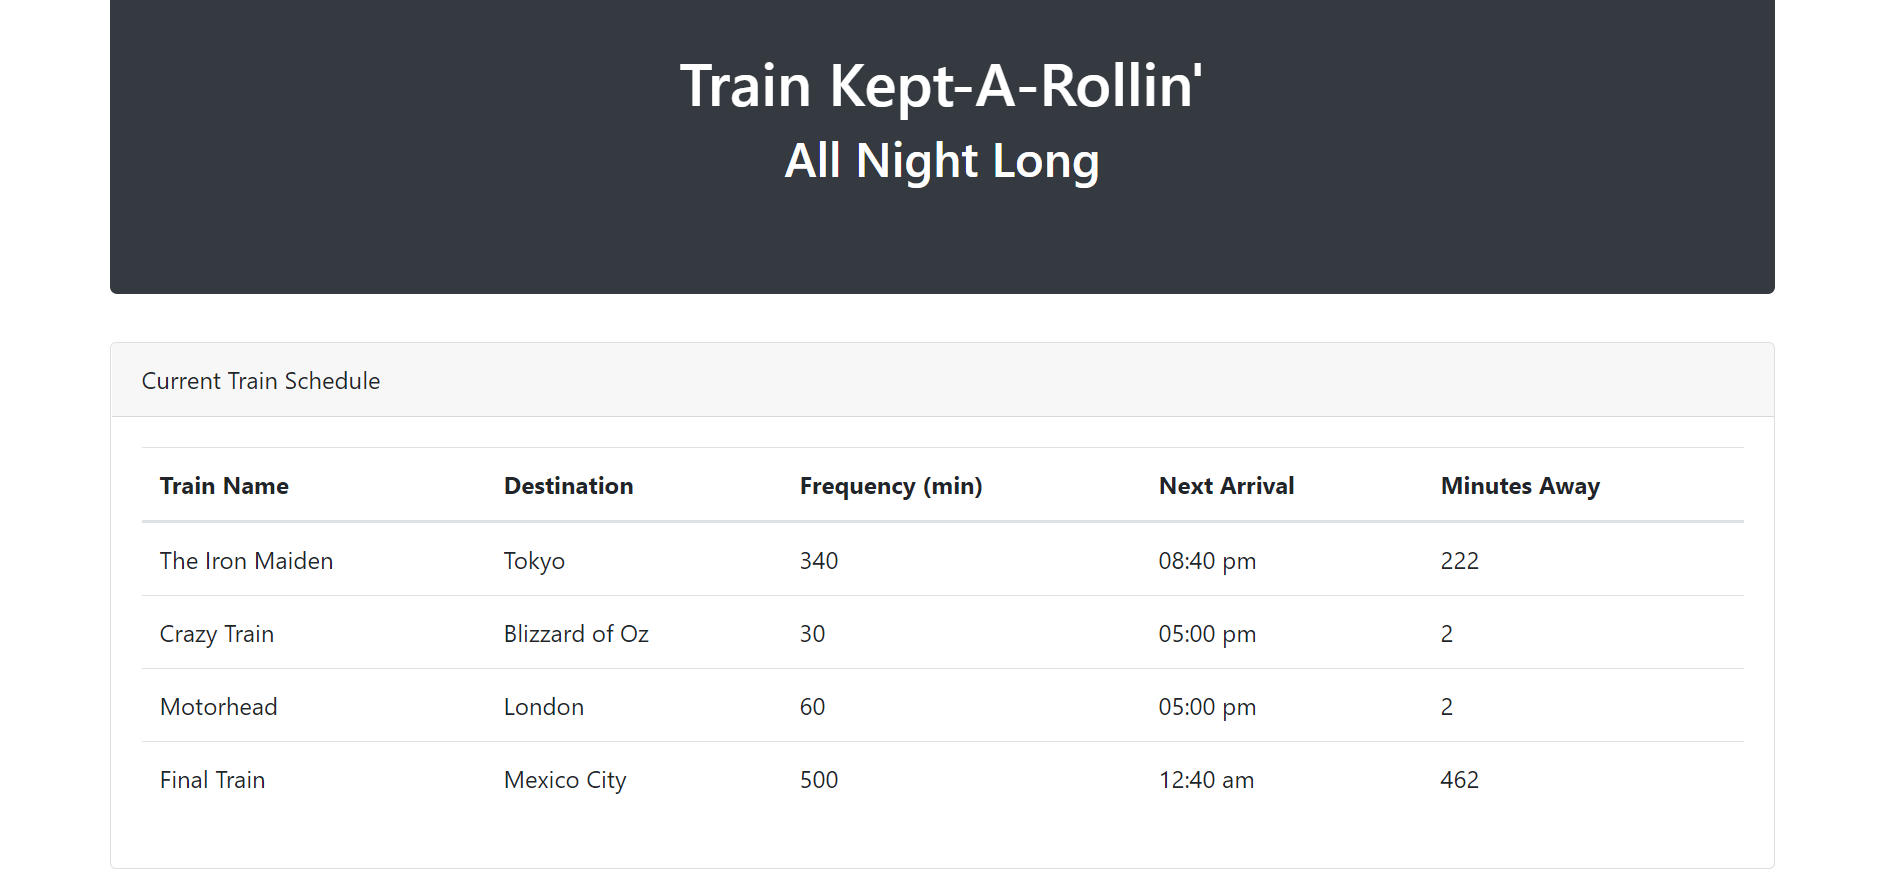 Train Kept-A-Rollin'
All Night Long
Current Train Schedule
Train Name Destination Frequency (min) Next Arrival Minutes Away
The Iron Maiden Tokyo 340 08:40 pm 222
Crazy Train Blizzard of Oz 30 05:00 pm 2
Motorhead London 60 05:00 pm 2
Final Train Mexico City 500 12:40 am 462